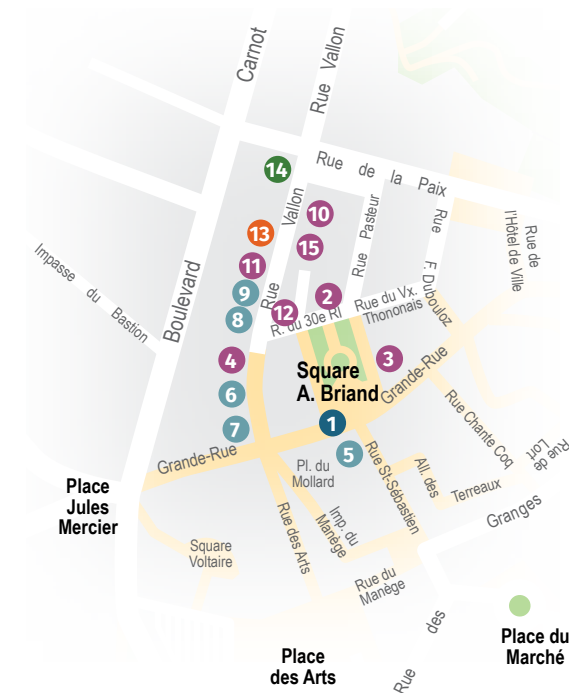 Carnot
Rue Vallon
14
Rue de la Paix
10
Vallon
Rue Pasteur
Rue
Rue de
l'Hôtel de Ville
13
15
11
Impasse du Bastion
Boulevard
9
Rue
2
Rue du Vx.
Thononais
F. Dubouloz
8
12
R. du 30e RI
4
3
Square
A. Briand
Grande-Rue
6
1
Rue Chante Coq
7
5
Grande-Rue
Pl. du
Mollard
Rue St-Sébastien
All. des
Terreaux
Rue de
Lort
Place
Jules
Mercier
Granges
Imp. du
Manège
Rue des Arts
Square
Voltaire
Rue du
Manège
des
Rue
Place du
Marché
Place
des Arts